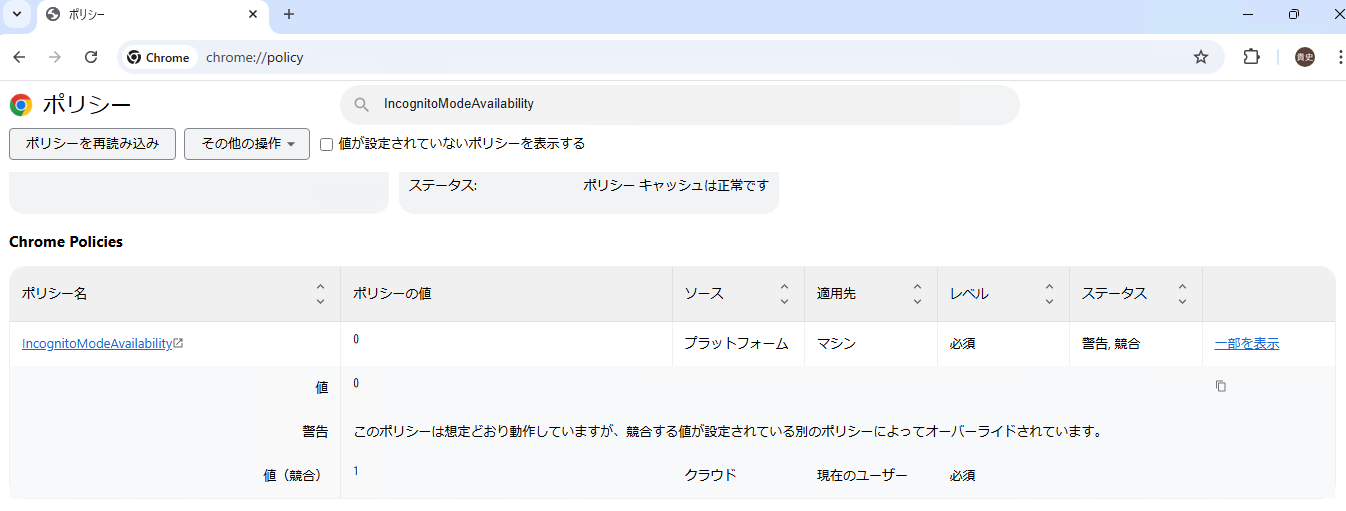 ポリシー
Chrome chrome://policy 貴史
ポリシー IncognitoModeAvailability
ポリシーを再読み込み その他の操作 値が設定されていないポリシーを表示する
ステータス: ポリシー キャッシュは正常です
Chrome Policies
ポリシー名 ポリシーの値 ソース 適用先 レベル ステータス
IncognitoModeAvailability 0 プラットフォーム マシン 必須 警告, 競合 一部を表示
値 0
警告 このポリシーは想定どおり動作していますが、競合する値が設定されている別のポリシーによってオーバーライドされています。
値（競合） 1 クラウド 現在のユーザー 必須